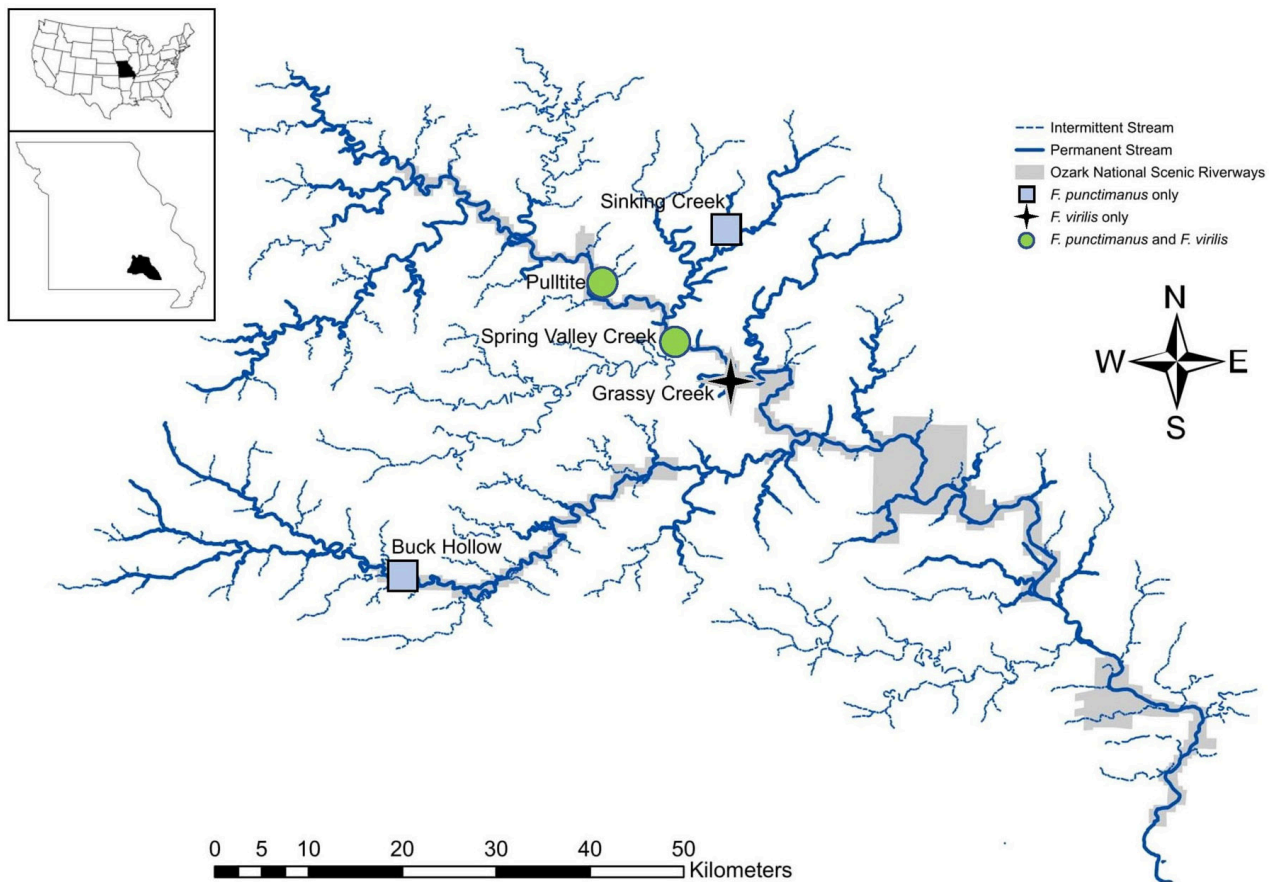 Intermittent Stream
Permanent Stream
Ozark National Scenic Riverways
F. punctimanus only
F. virilis only
F. punctimanus and F. virilis
Sinking Creek
Pulltite
Spring Valley Creek
Grassy Creek
Buck Hollow
N
W E
S
0 5 10 20 30 40 50
Kilometers